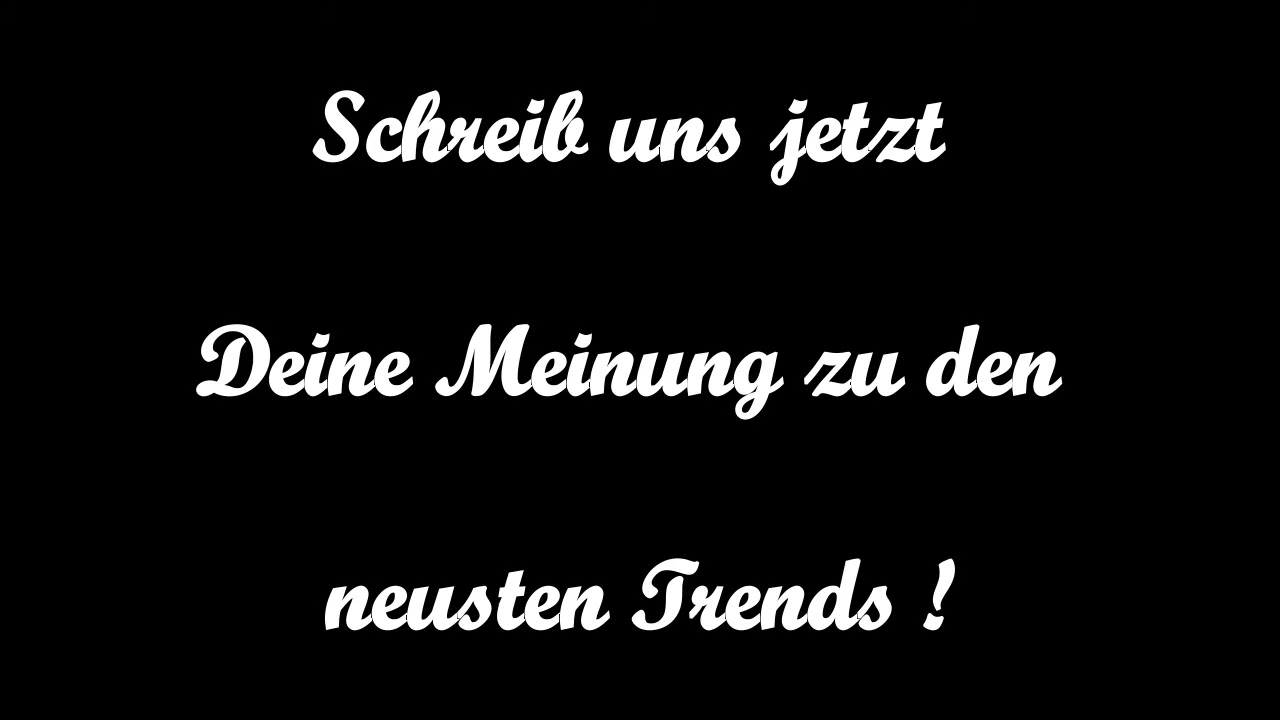 Schreib uns jetzt
Deine Meinung zu den
neusten Trends !